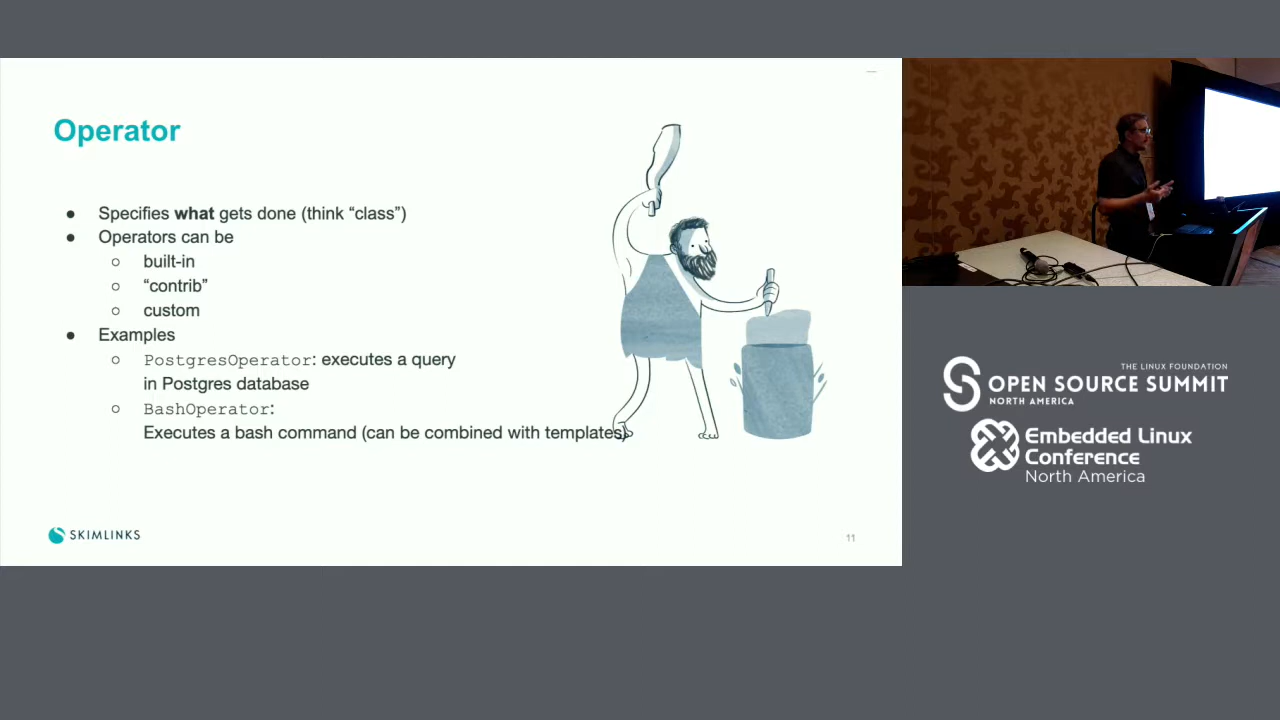 Operator
● Specifies what gets done (think “class”)
● Operators can be
○ built-in
○ “contrib”
○ custom
● Examples
○ PostgresOperator: executes a query
in Postgres database
○ BashOperator:
Executes a bash command (can be combined with templates)
SKIMLINKS
11
THE LINUX FOUNDATION
OPEN SOURCE SUMMIT
NORTH AMERICA
Embedded Linux
Conference
North America